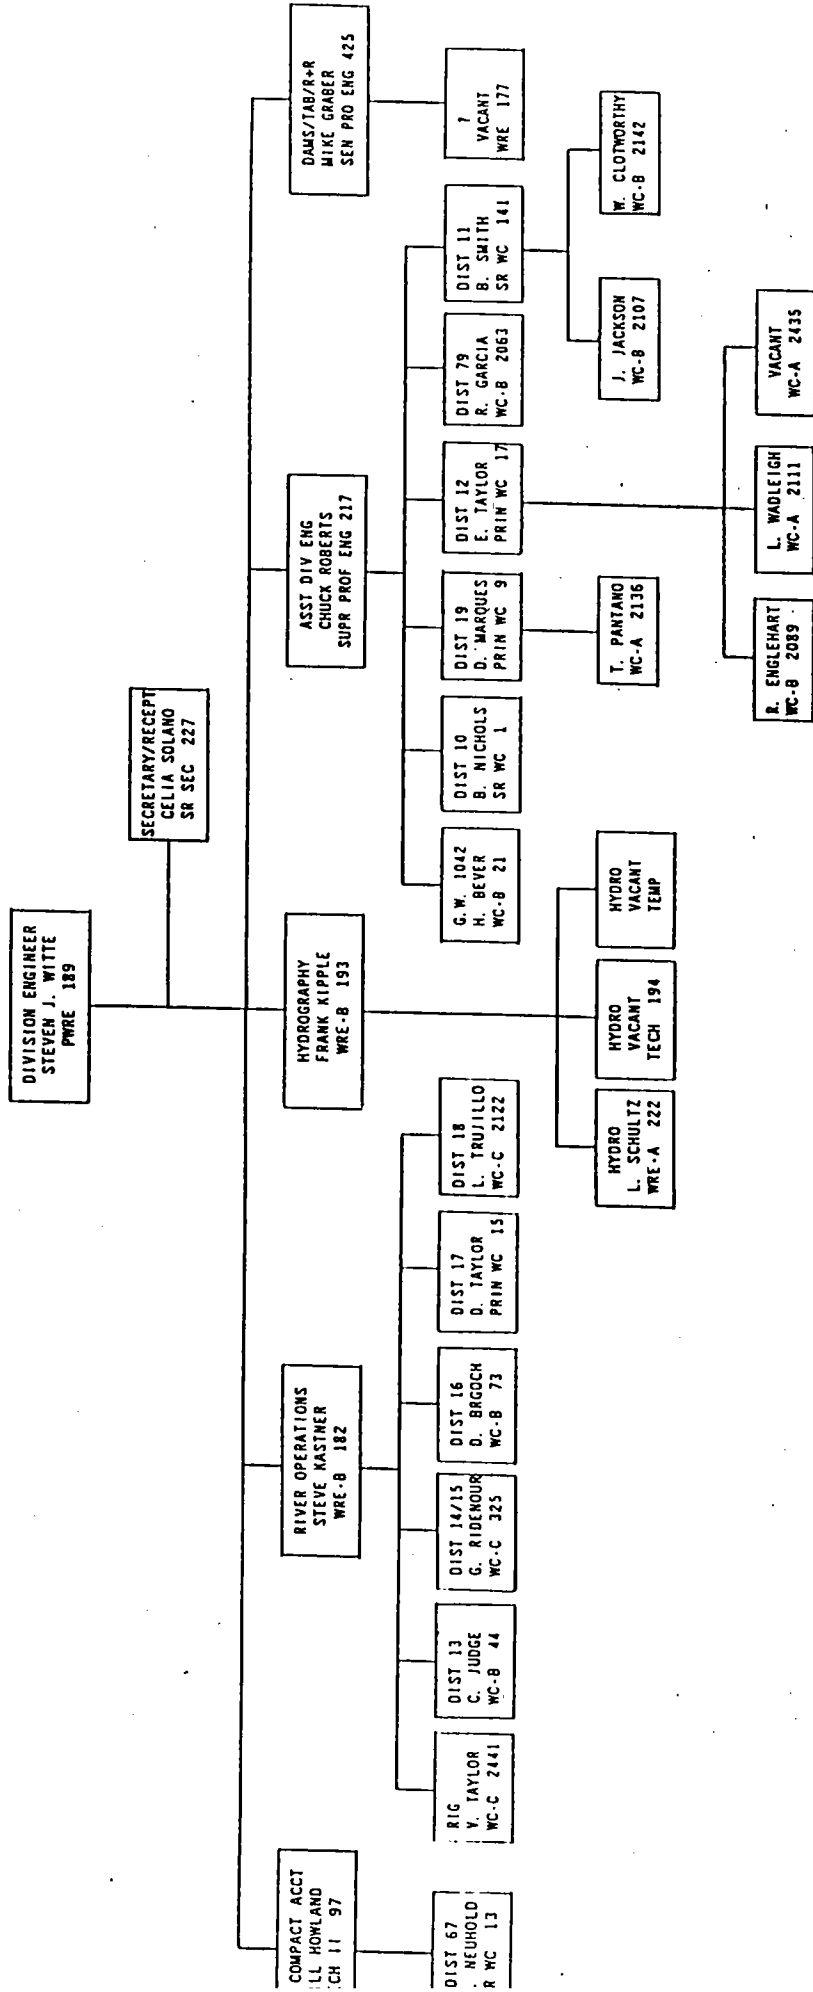 DIVISION ENGINEER
STEVEN J. WITTE
PWRE 189
SECRETARY/RECEPT
CELIA SOLANO
SR SEC 227
COMPACT ACCT
LL HOWLAND
CH II 97
RIVER OPERATIONS
STEVE KASTNER
WRE-B 182
HYDROGRAPHY
FRANK KIPPLE
WRE-B 193
ASST DIV ENG
CHUCK ROBERTS
SUPR PROF ENG 217
DAMS/TAB/R+R
MIKE GRABER
SEN PRO ENG 425
DIST 67
. NEUHOLD
R WC 13
RIG
V. TAYLOR
WC-C 2441
DIST 13
C. JUDGE
WC-B 44
DIST 14/15
G. RIDENOUR
WC-C 325
DIST 16
D. BRGOCH
WC-B 73
DIST 17
D. TAYLOR
PRIN WC 15
DIST 18
L. TRUJILLO
WC-C 2122
G.W. 1042
H. BEVER
WC-B 21
DIST 10
B. NICHOLS
SR WC 1
DIST 19
D. MARQUES
PRIN WC 9
DIST 12
E. TAYLOR
PRIN WC 17
DIST 79
R. GARCIA
WC-B 2063
DIST 11
B. SMITH
SR WC 141
?
VACANT
WRE 177
HYDRO
L. SCHULTZ
WRE-A 222
HYDRO
VACANT
TECH 194
HYDRO
VACANT
TEMP
T. PANTANO
WC-A 2136
J. JACKSON
WC-B 2107
W. CLOTWORTHY
WC-B 2142
R. ENGLEHART
WC-B 2089
L. WADLEIGH
WC-A 2111
VACANT
WC-A 2435